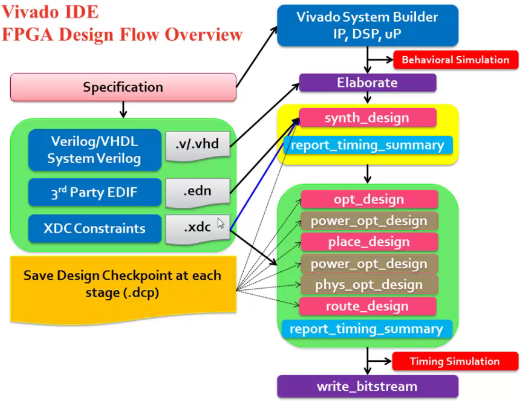 Vivado IDE
FPGA Design Flow Overview
Vivado System Builder
IP, DSP, uP
Behavioral Simulation
Specification
Elaborate
Verilog/VHDL
System Verilog
.v/.vhd
synth_design
report_timing_summary
3rd Party EDIF
.edn
XDC Constraints
.xdc
opt_design
power_opt_design
place_design
power_opt_design
phys_opt_design
route_design
report_timing_summary
Save Design Checkpoint at each
stage (.dcp)
Timing Simulation
write_bitstream